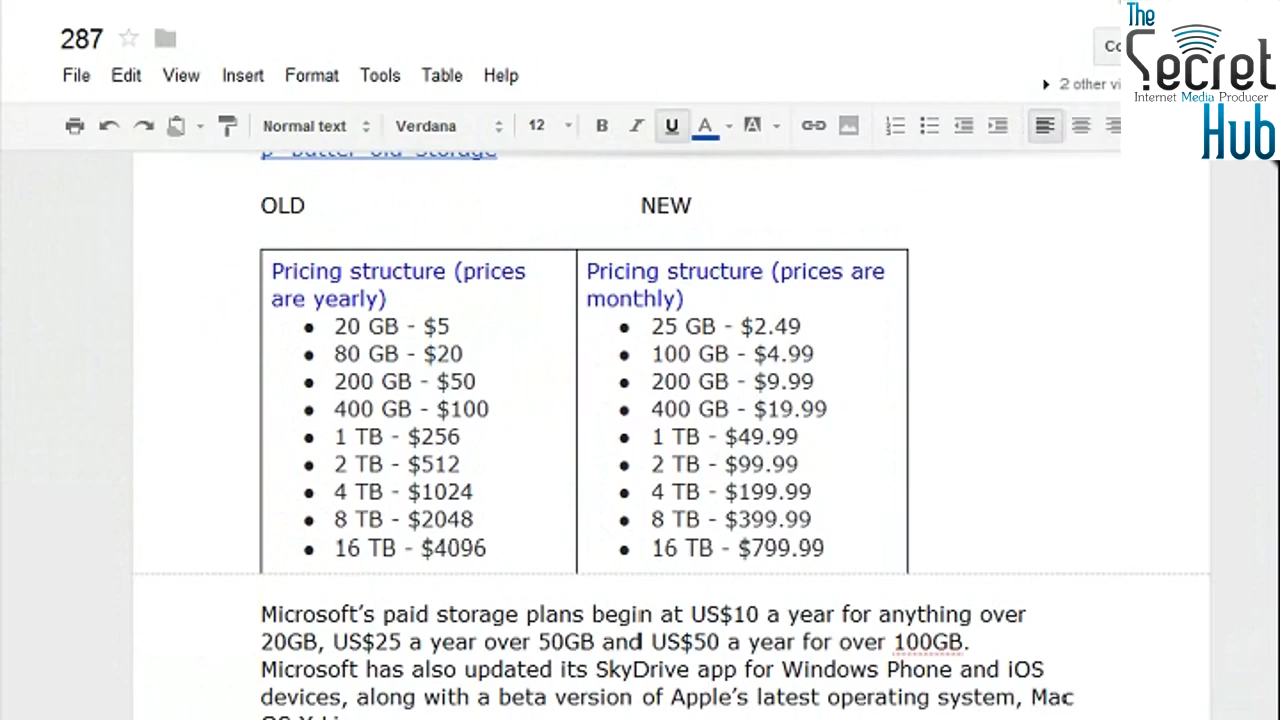 The
Secret
Internet Media Producer
Hub
287
File Edit View Insert Format Tools Table Help
2 other vi
Normal text Verdana 12 B I U A A
p-butter-old-storage
OLD NEW
Pricing structure (prices
are yearly)
20 GB - $5
80 GB - $20
200 GB - $50
400 GB - $100
1 TB - $256
2 TB - $512
4 TB - $1024
8 TB - $2048
16 TB - $4096
Pricing structure (prices are
monthly)
25 GB - $2.49
100 GB - $4.99
200 GB - $9.99
400 GB - $19.99
1 TB - $49.99
2 TB - $99.99
4 TB - $199.99
8 TB - $399.99
16 TB - $799.99
Microsoft's paid storage plans begin at US$10 a year for anything over
20GB, US$25 a year over 50GB and US$50 a year for over 100GB.
Microsoft has also updated its SkyDrive app for Windows Phone and iOS
devices, along with a beta version of Apple's latest operating system, Mac